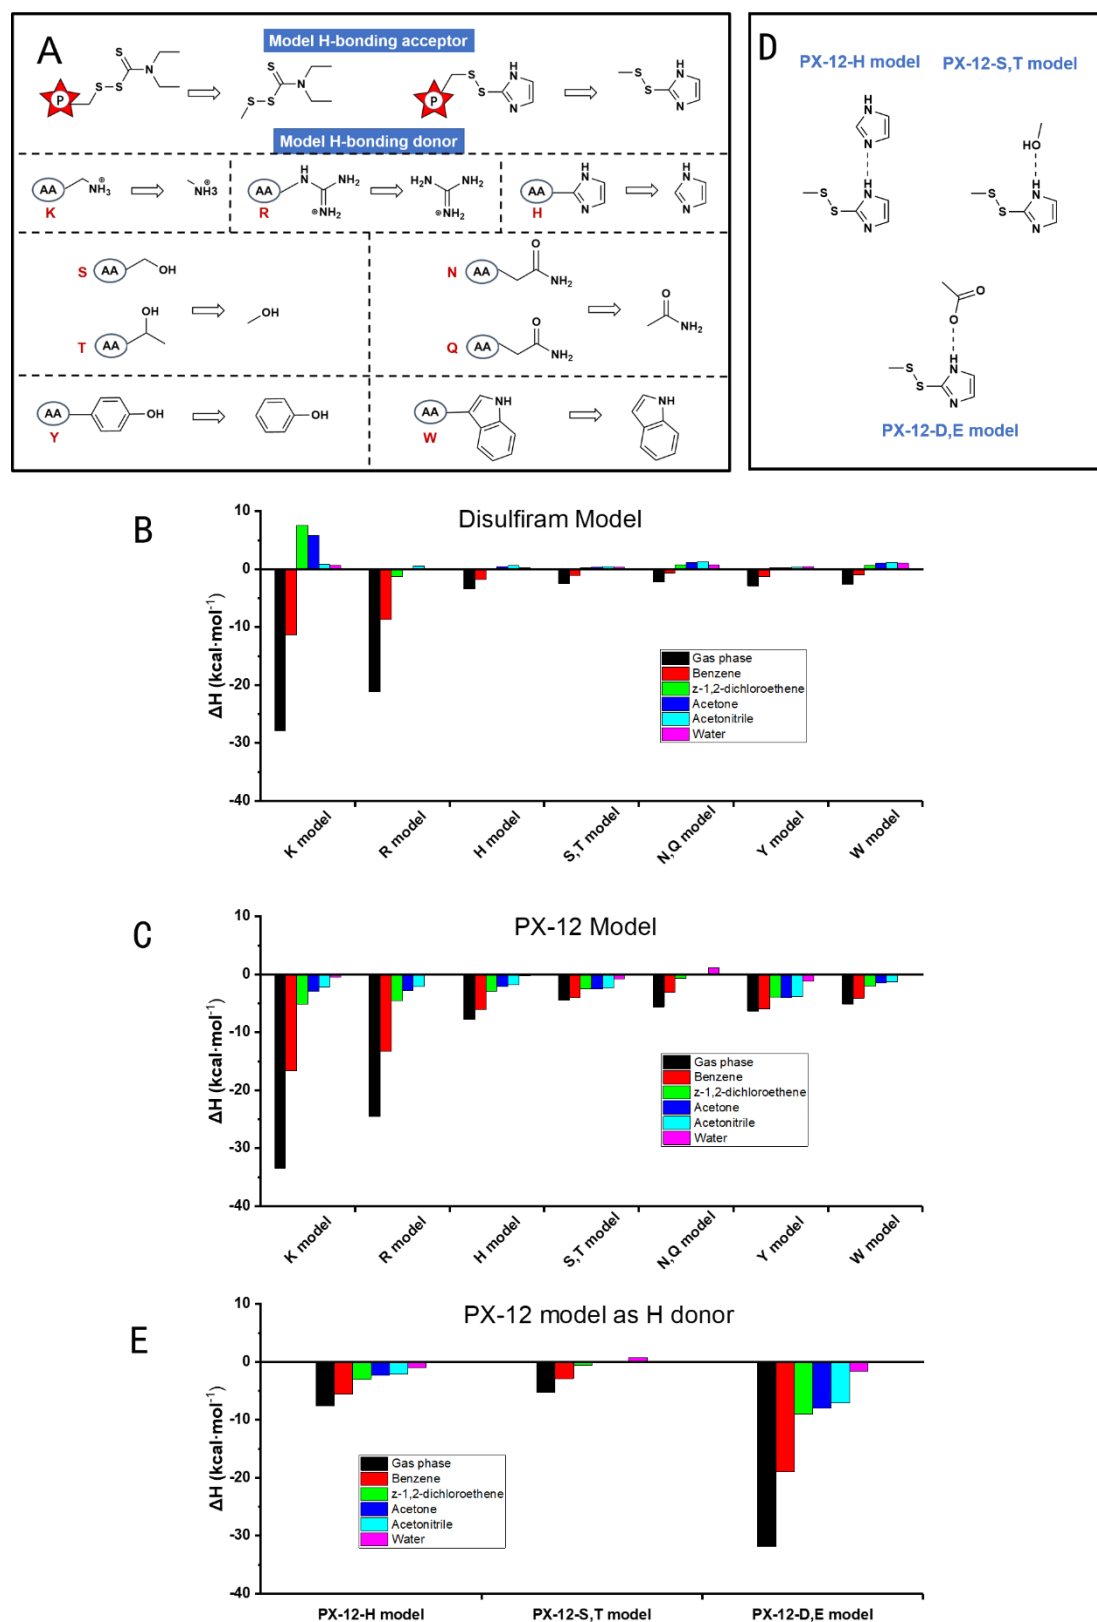 A
Model H-bonding acceptor
S
S
S
N
P
H
N
S
S
N
P
S
S
S
N
H
N
S
S
N
Model H-bonding donor
AA
NH3
⊕
K
NH3
⊕
AA
H
N
NH2
NH2
⊕
R
H2N
NH2
NH2
⊕
AA
H
N
N
H
H
N
N
S
AA
OH
OH
T
AA
OH
N
AA
O
NH2
Q
AA
O
NH2
O
NH2
AA
OH
Y
OH
AA
NH
W
NH
D
PX-12-H model
PX-12-S,T model
H
N
N
H
N
S
S
N
HO
H
N
S
S
N
O
O
H
N
S
S
N
PX-12-D,E model
B
Disulfiram Model
ΔH (kcal·mol⁻¹)
10
0
-10
-20
-30
-40
Gas phase
Benzene
z-1,2-dichloroethene
Acetone
Acetonitrile
Water
K model
R model
H model
S,T model
N,Q model
Y model
W model
C
PX-12 Model
ΔH (kcal·mol⁻¹)
10
0
-10
-20
-30
-40
Gas phase
Benzene
z-1,2-dichloroethene
Acetone
Acetonitrile
Water
K model
R model
H model
S,T model
N,Q model
Y model
W model
E
PX-12 model as H donor
ΔH (kcal·mol⁻¹)
10
0
-10
-20
-30
-40
Gas phase
Benzene
z-1,2-dichloroethene
Acetone
Acetonitrile
Water
PX-12-H model
PX-12-S,T model
PX-12-D,E model